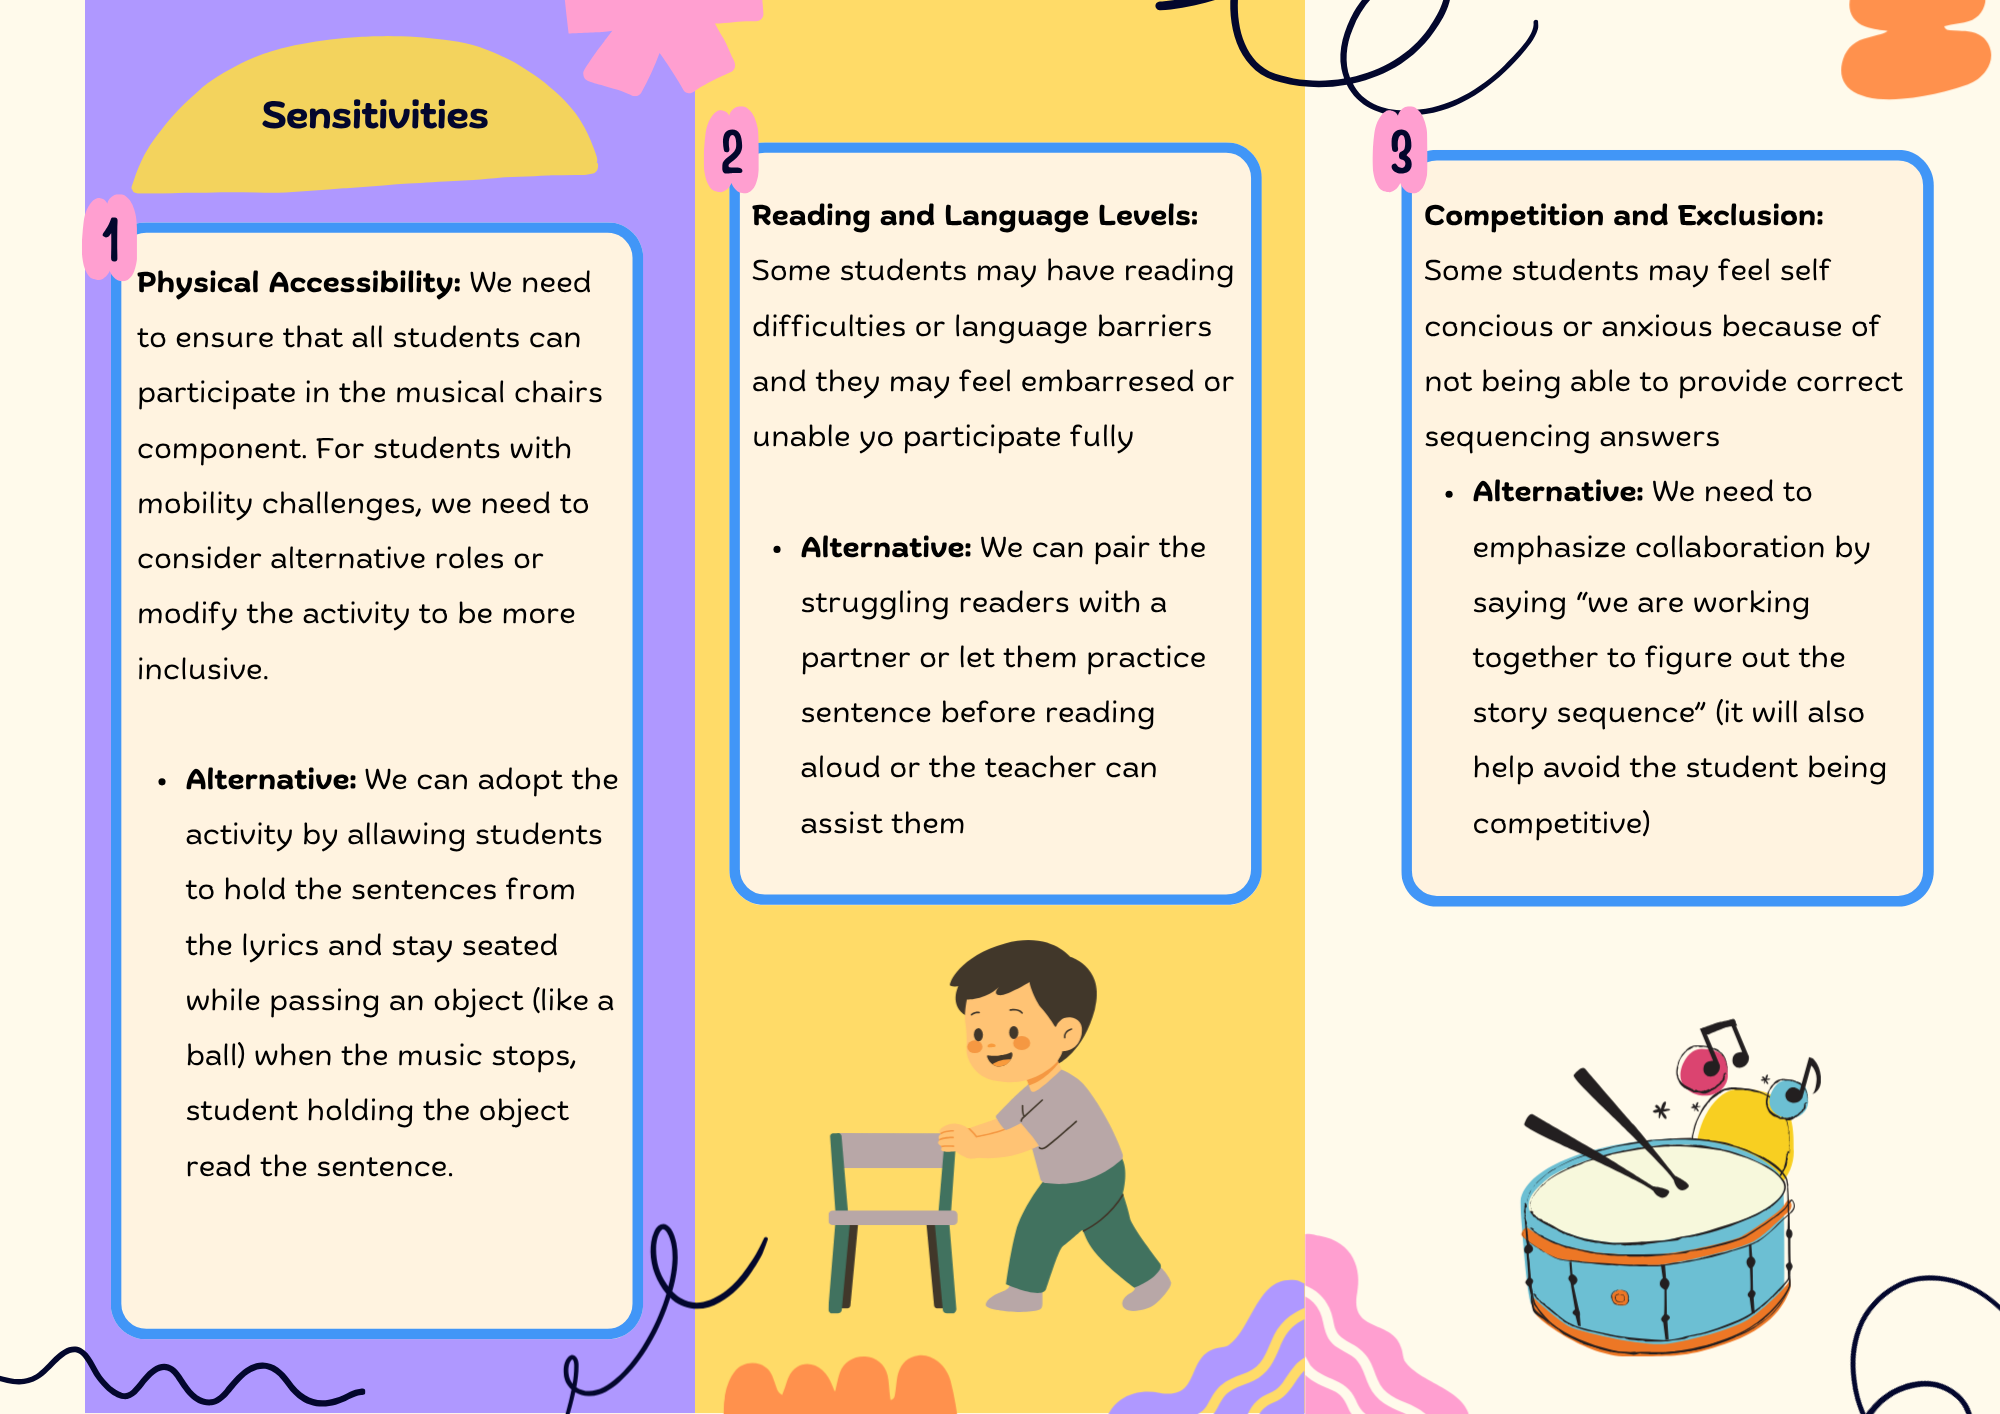 Sensitivities
1
Physical Accessibility: We need
to ensure that all students can
participate in the musical chairs
component. For students with
mobility challenges, we need to
consider alternative roles or
modify the activity to be more
inclusive.
• Alternative: We can adopt the
activity by allawing students
to hold the sentences from
the lyrics and stay seated
while passing an object (like a
ball) when the music stops,
student holding the object
read the sentence.
2
Reading and Language Levels:
Some students may have reading
difficulties or language barriers
and they may feel embarresed or
unable yo participate fully
• Alternative: We can pair the
struggling readers with a
partner or let them practice
sentence before reading
aloud or the teacher can
assist them
3
Competition and Exclusion:
Some students may feel self
concious or anxious because of
not being able to provide correct
sequencing answers
• Alternative: We need to
emphasize collaboration by
saying “we are working
together to figure out the
story sequence” (it will also
help avoid the student being
competitive)